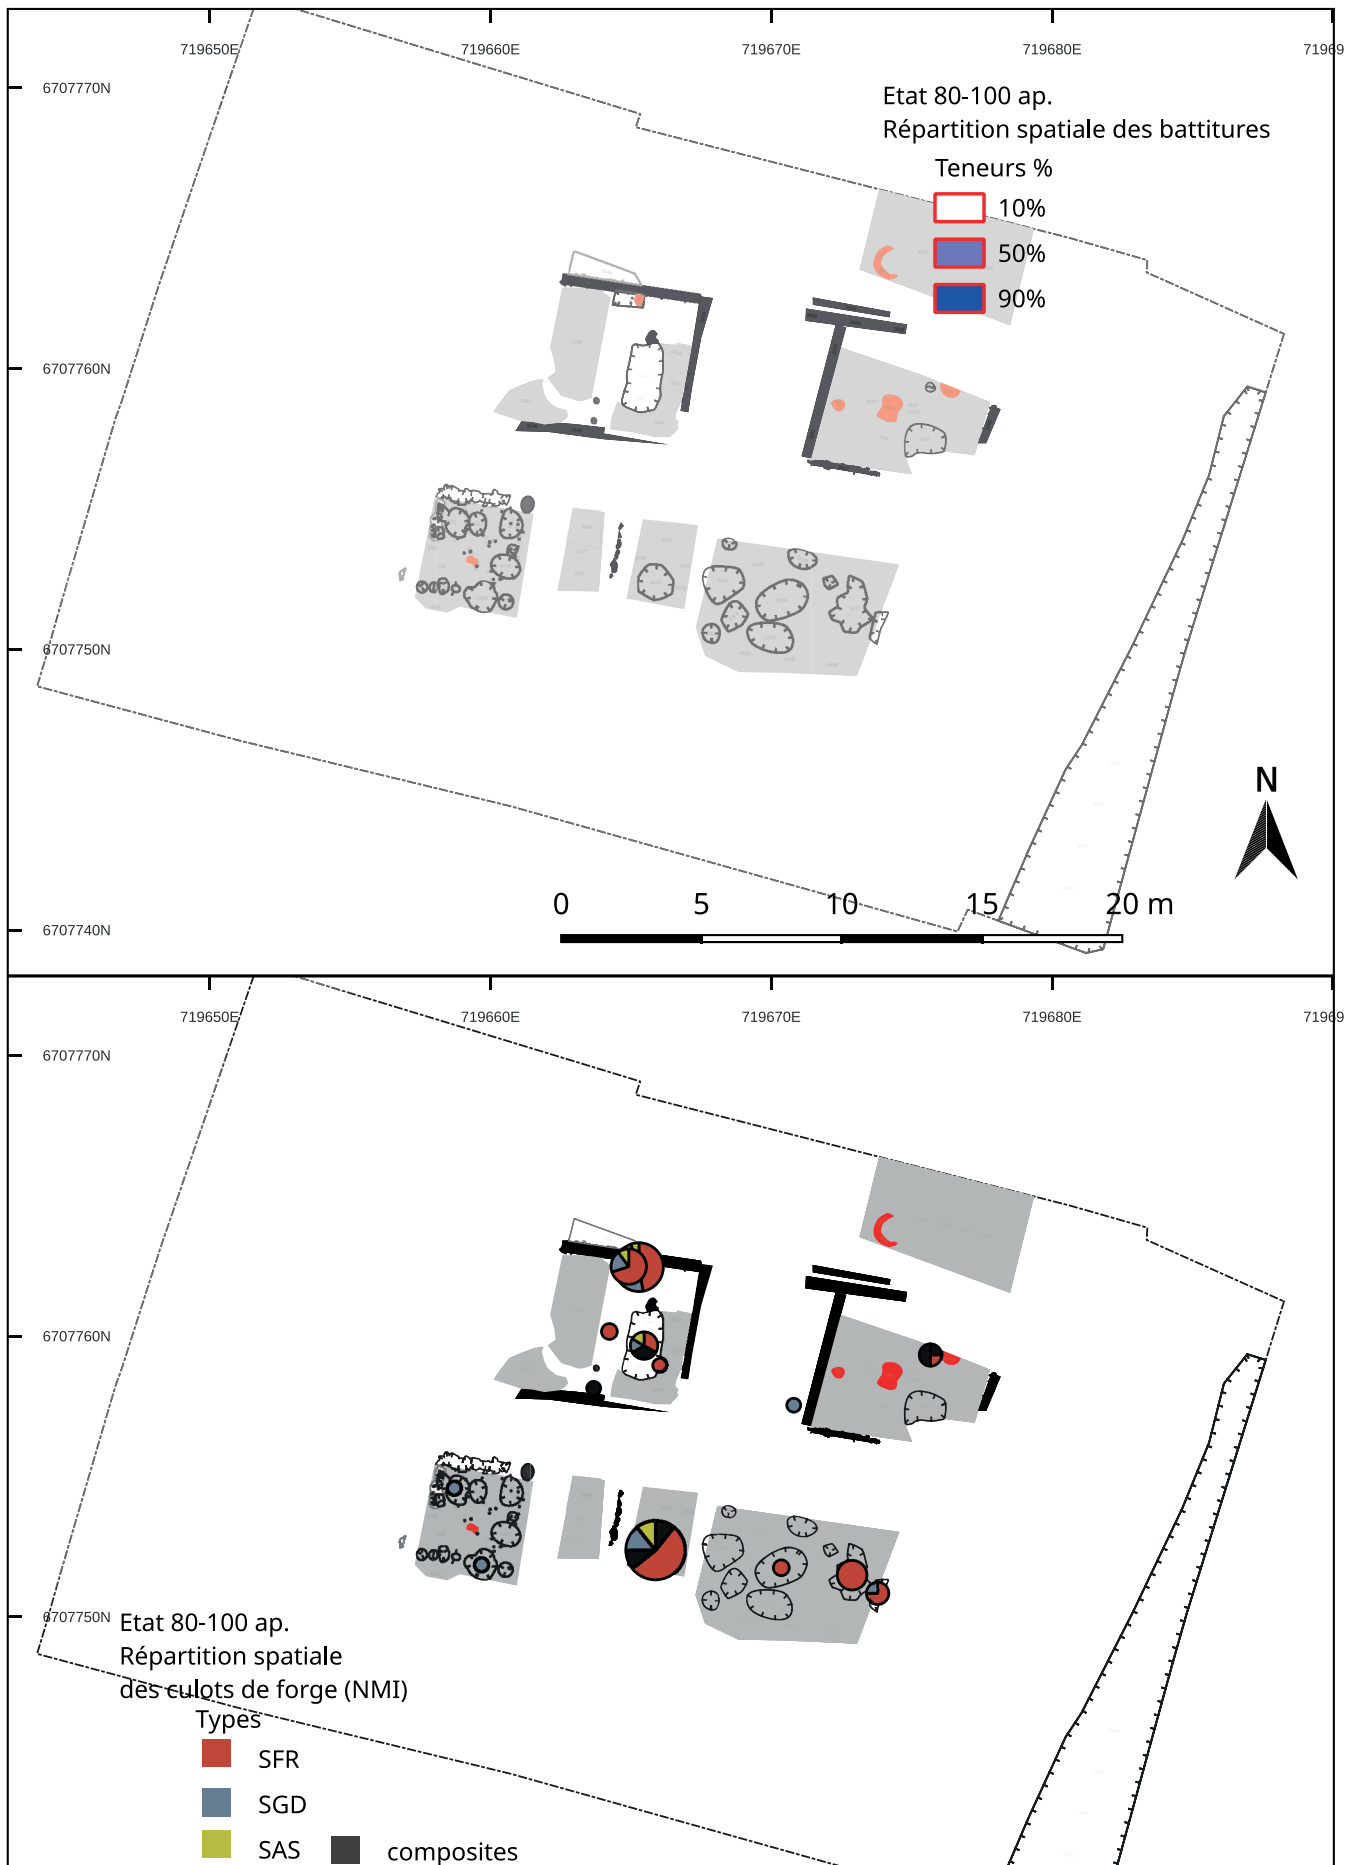 719650E 719660E 719670E 719680E 71969
6707770N
Etat 80-100 ap.
Répartition spatiale des battitures
Teneurs %
10%
50%
90%
6707760N
6707750N
N
0 5 10 15 20 m
6707740N
719650E 719660E 719670E 719680E 71969
6707770N
6707760N
6707750N
Etat 80-100 ap.
Répartition spatiale
des culots de forge (NMI)
Types
SFR
SGD
SAS composites